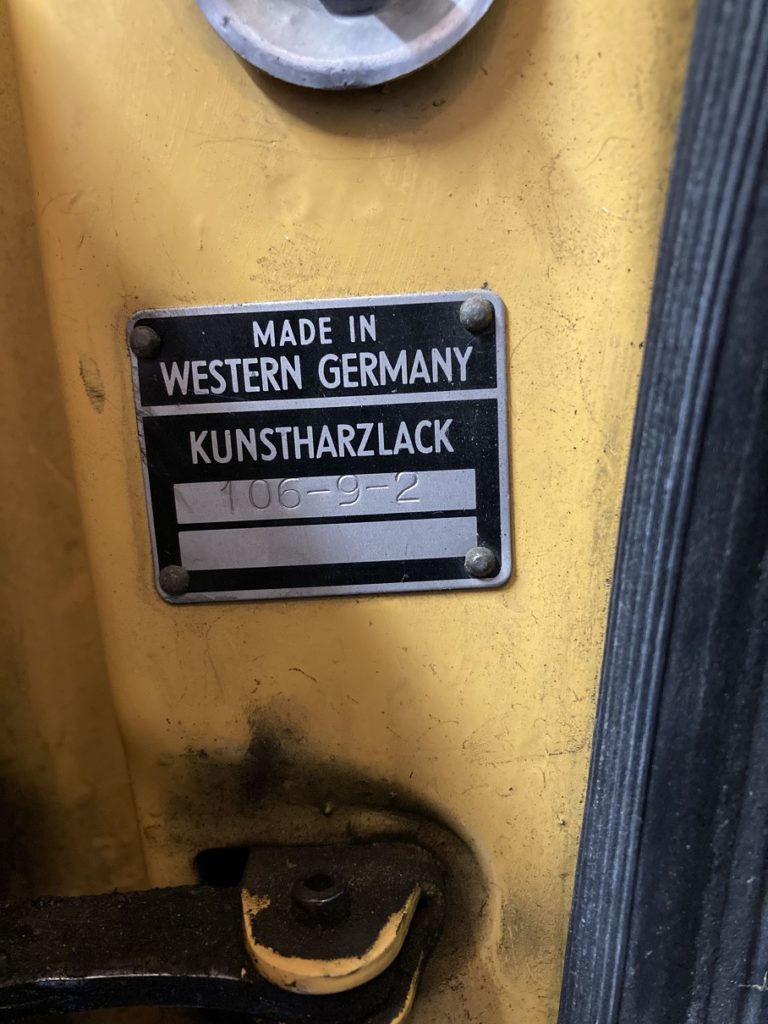 MADE IN
WESTERN GERMANY
KUNSTHARZLACK
106-9-2